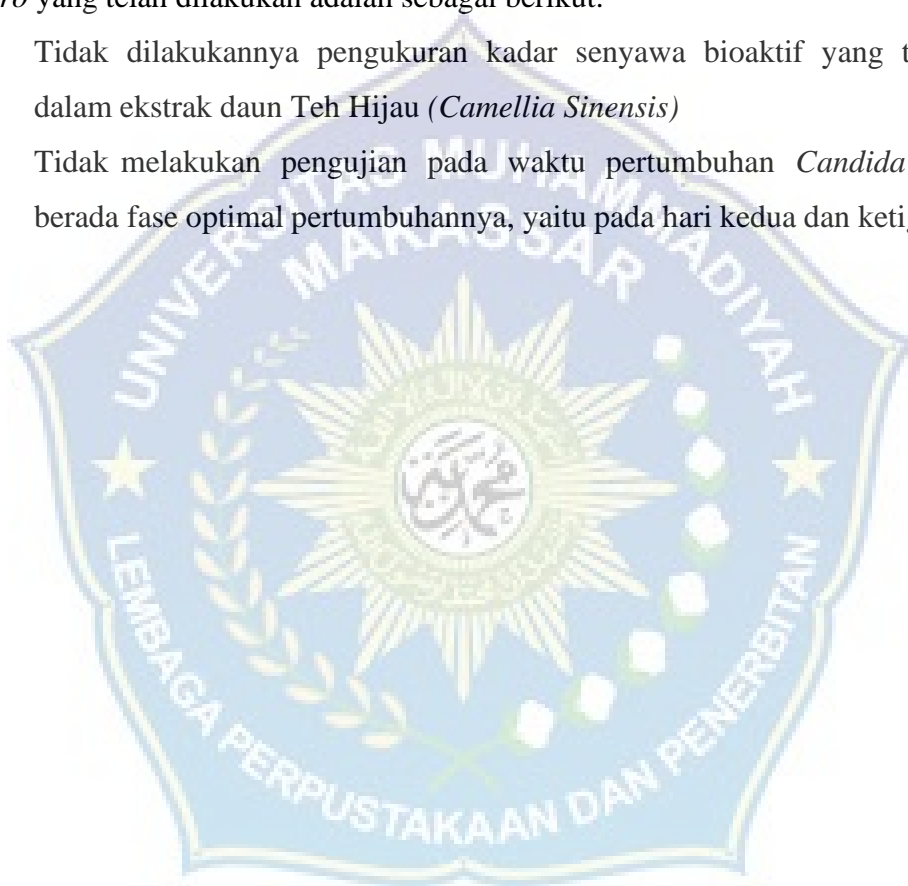 yang telah dilakukan adalah sebagai berikut:
Tidak dilakukannya pengukuran kadar senyawa bioaktif yang
dalam ekstrak daun Teh Hijau (Camellia Sinensis)
Tidak melakukan pengujian pada waktu pertumbuhan Candida
berada fase optimal pertumbuhannya, yaitu pada hari kedua dan
UNIVERSITAS MUHAMMADIYAH
MAKASSAR
LEMBAGA PERPUSTAKAAN DAN PENERBITAN